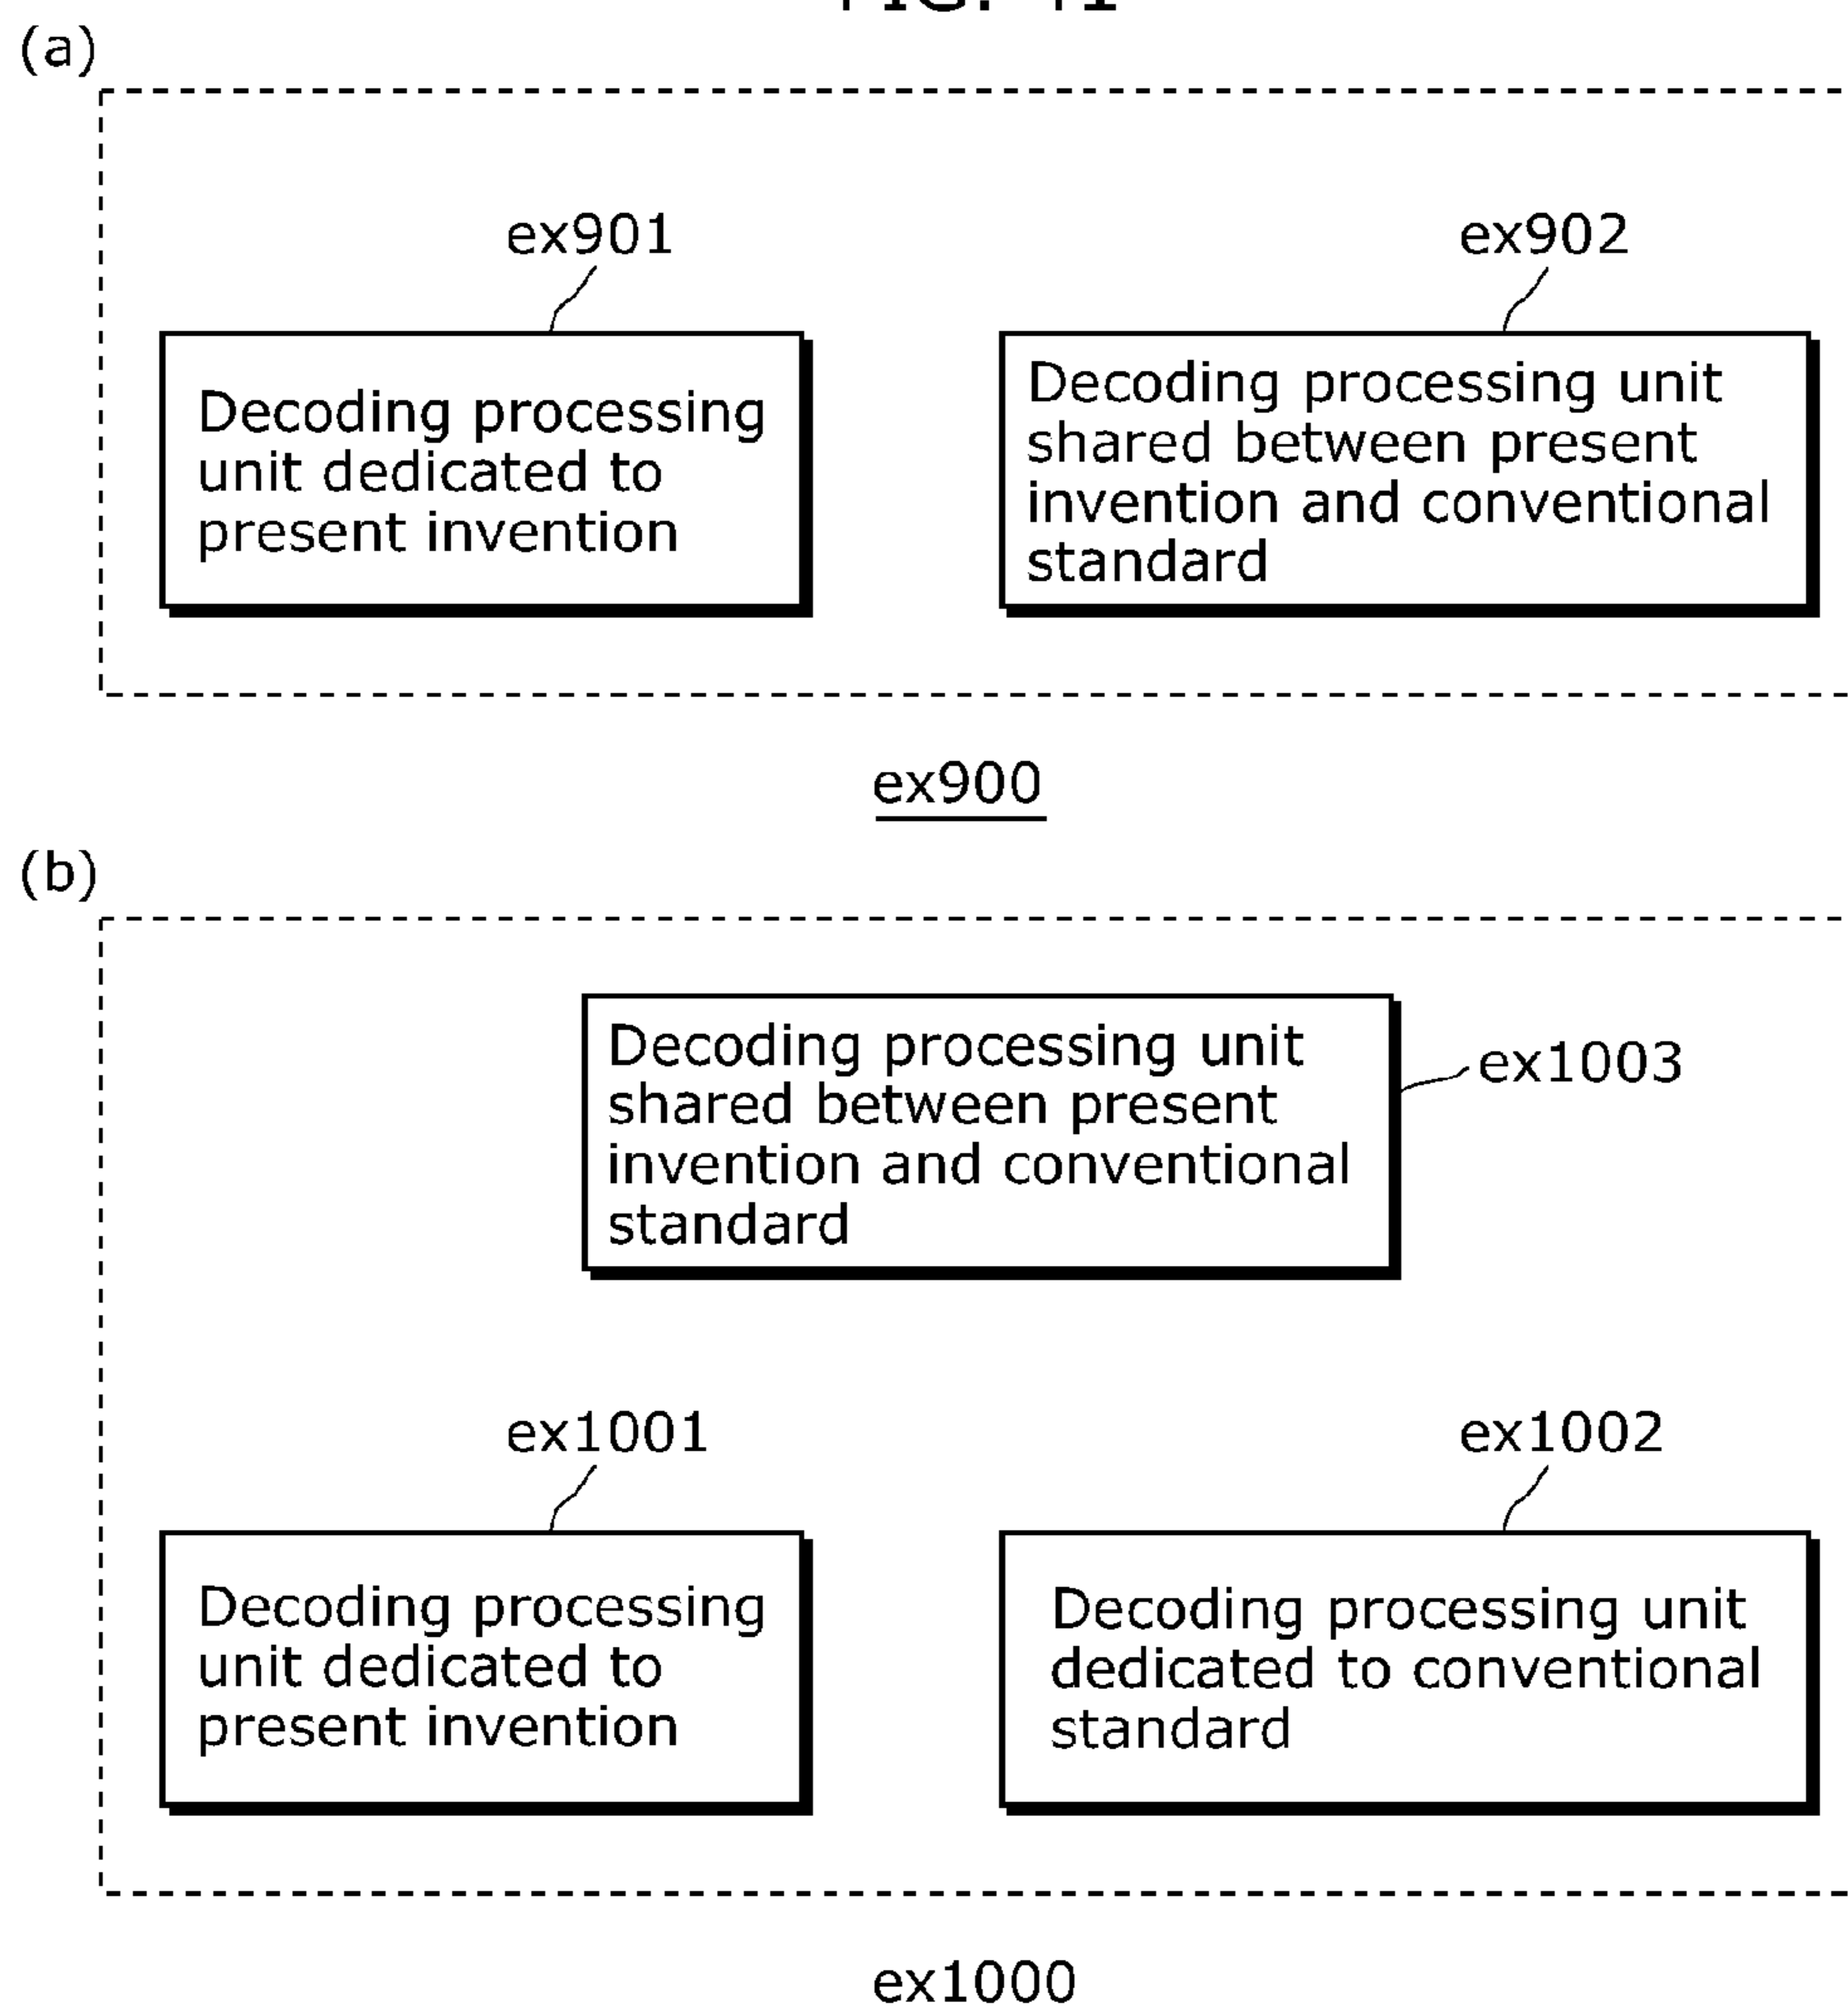 (a)
ex901
ex902
Decoding processing
unit dedicated to
present invention
Decoding processing unit
shared between present
invention and conventional
standard
ex900
(b)
Decoding processing unit
shared between present
invention and conventional
standard
ex1003
ex1001
ex1002
Decoding processing
unit dedicated to
present invention
Decoding processing unit
dedicated to conventional
standard
ex1000